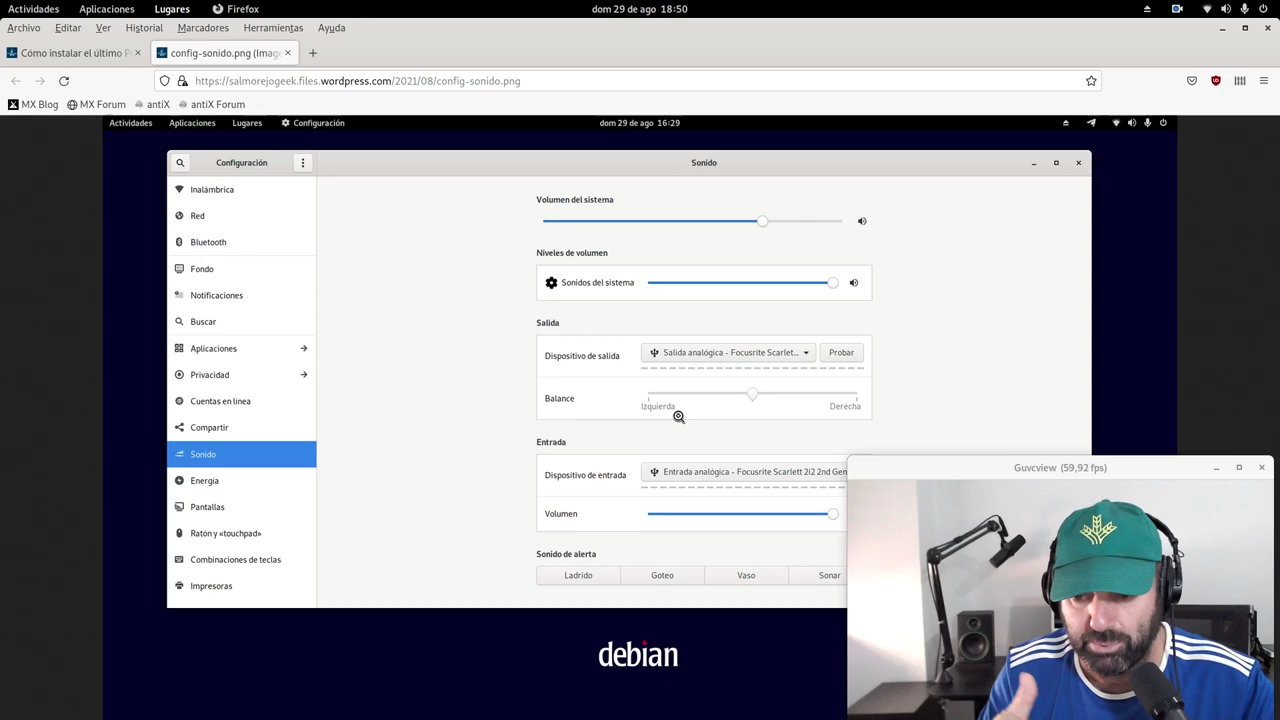 Actividades Aplicaciones Lugares Firefox dom 29 de ago 18:50
Archivo Editar Ver Historial Marcadores Herramientas Ayuda
Cómo instalar el último P config-sonido.png (Image
https://salmorejogeek.files.wordpress.com/2021/08/config-sonido.png
MX Blog MX Forum antiX antiX Forum
Actividades Aplicaciones Lugares Configuración dom 29 de ago 16:29
Configuración Sonido
Inalámbrica
Red
Bluetooth
Fondo
Notificaciones
Buscar
Aplicaciones
Privacidad
Cuentas en línea
Compartir
Sonido
Energía
Pantallas
Ratón y «touchpad»
Combinaciones de teclas
Impresoras
Volumen del sistema
Niveles de volumen
Sonidos del sistema
Salida
Dispositivo de salida Salida analógica - Focusrite Scarlet... Probar
Balance
Izquierda Derecha
Entrada
Dispositivo de entrada Entrada analógica - Focusrite Scarlett 2i2 2nd Gen
Volumen
Sonido de alerta
Ladrido Goteo Vaso Sonar
debian
Guvcview (59,92 fps)